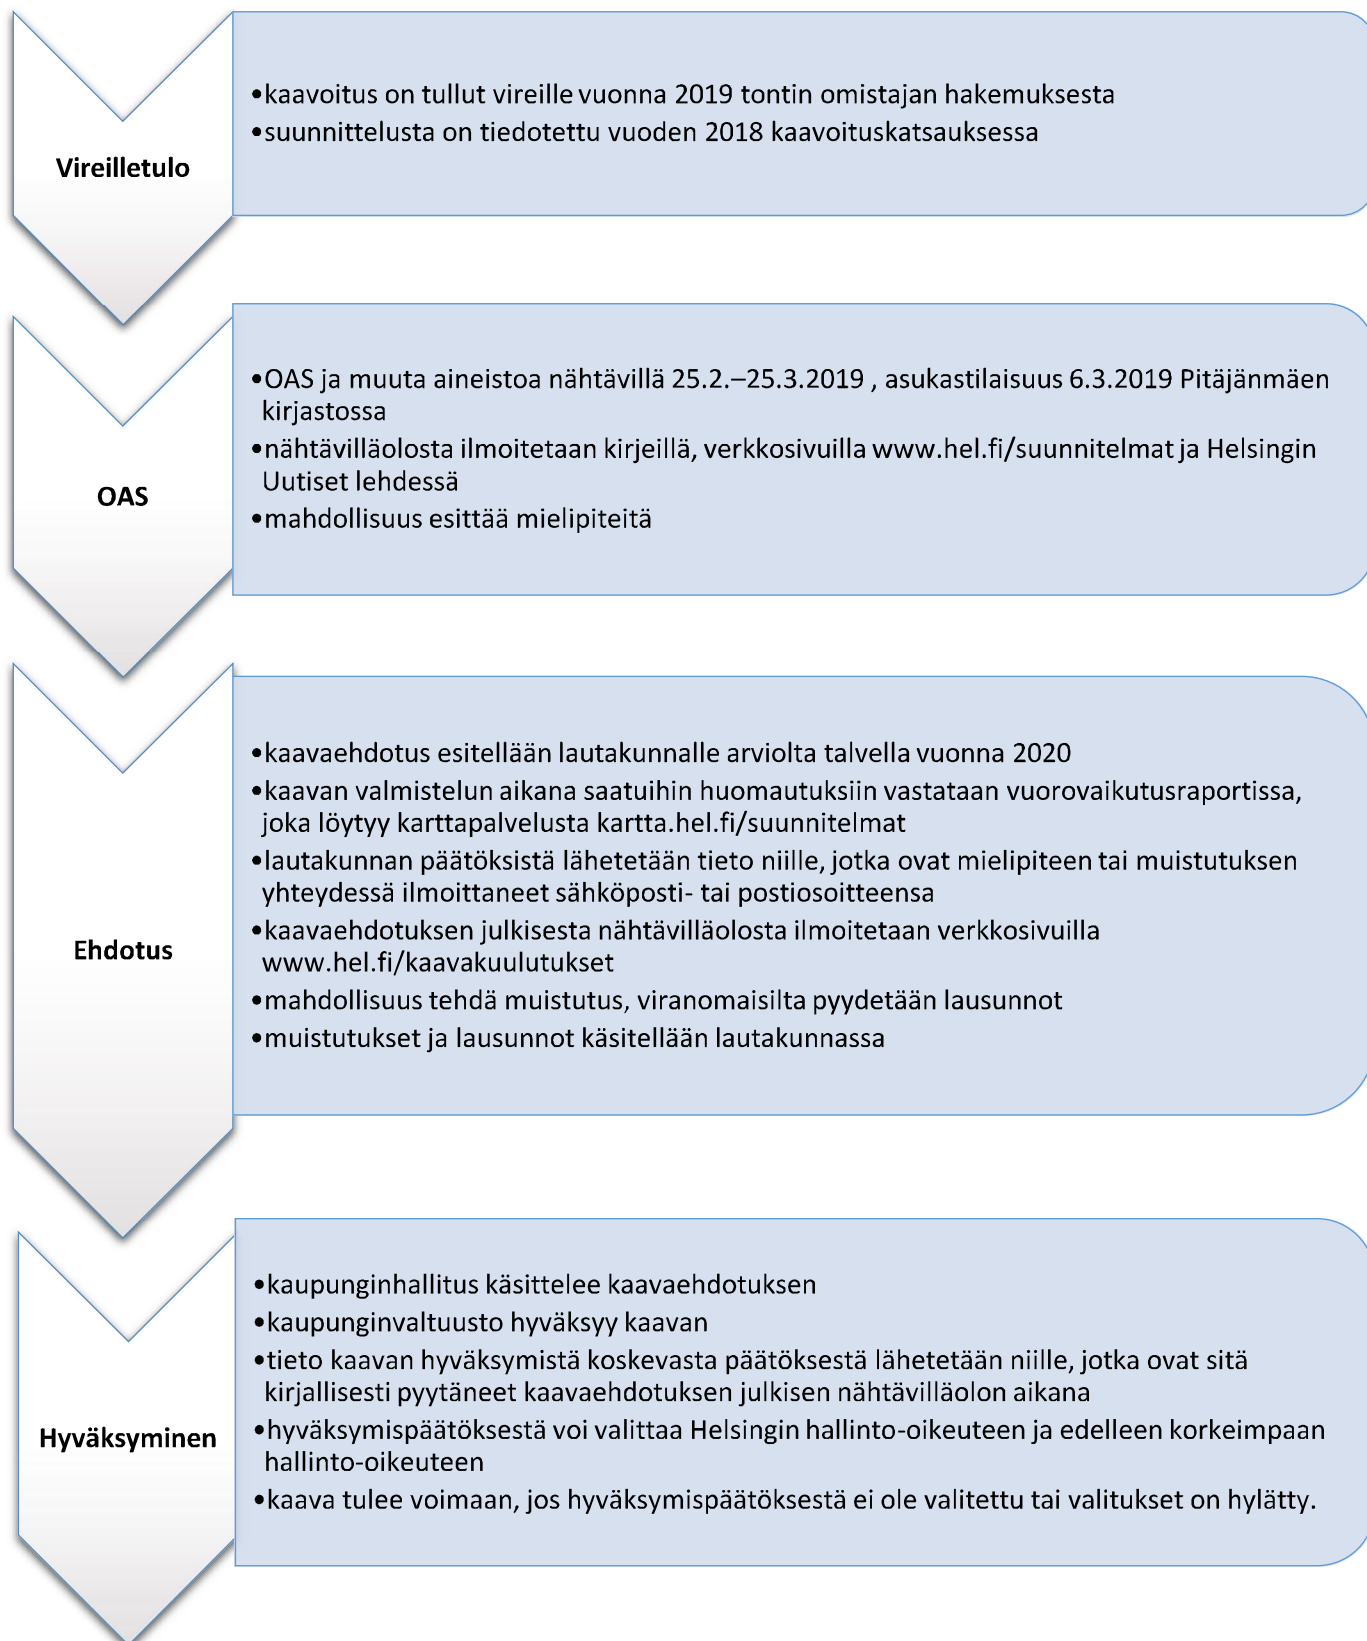 Vireilletulo
•kaavoitus on tullut vireille vuonna 2019 tontin omistajan hakemuksesta
•suunnittelusta on tiedotettu vuoden 2018 kaavoituskatsauksessa
OAS
•OAS ja muuta aineistoa nähtävillä 25.2.–25.3.2019 , asukastilaisuus 6.3.2019 Pitäjänmäen
kirjastossa
•nähtävilläolosta ilmoitetaan kirjeillä, verkkosivuilla www.hel.fi/suunnitelmat ja Helsingin
Uutiset lehdessä
•mahdollisuus esittää mielipiteitä
Ehdotus
•kaavaehdotus esitellään lautakunnalle arviolta talvella vuonna 2020
•kaavan valmistelun aikana saatuihin huomautuksiin vastataan vuorovaikutusraportissa,
joka löytyy karttapalvelusta kartta.hel.fi/suunnitelmat
•lautakunnan päätöksistä lähetetään tieto niille, jotka ovat mielipiteen tai muistutuksen
yhteydessä ilmoittaneet sähköposti- tai postiosoitteensa
•kaavaehdotuksen julkisesta nähtävilläolosta ilmoitetaan verkkosivuilla
www.hel.fi/kaavakuulutukset
•mahdollisuus tehdä muistutus, viranomaisilta pyydetään lausunnot
•muistutukset ja lausunnot käsitellään lautakunnassa
Hyväksyminen
•kaupunginhallitus käsittelee kaavaehdotuksen
•kaupunginvaltuusto hyväksyy kaavan
•tieto kaavan hyväksymistä koskevasta päätöksestä lähetetään niille, jotka ovat sitä
kirjallisesti pyytäneet kaavaehdotuksen julkisen nähtävilläolon aikana
•hyväksymispäätöksestä voi valittaa Helsingin hallinto-oikeuteen ja edelleen korkeimpaan
hallinto-oikeuteen
•kaava tulee voimaan, jos hyväksymispäätöksestä ei ole valitettu tai valitukset on hylätty.